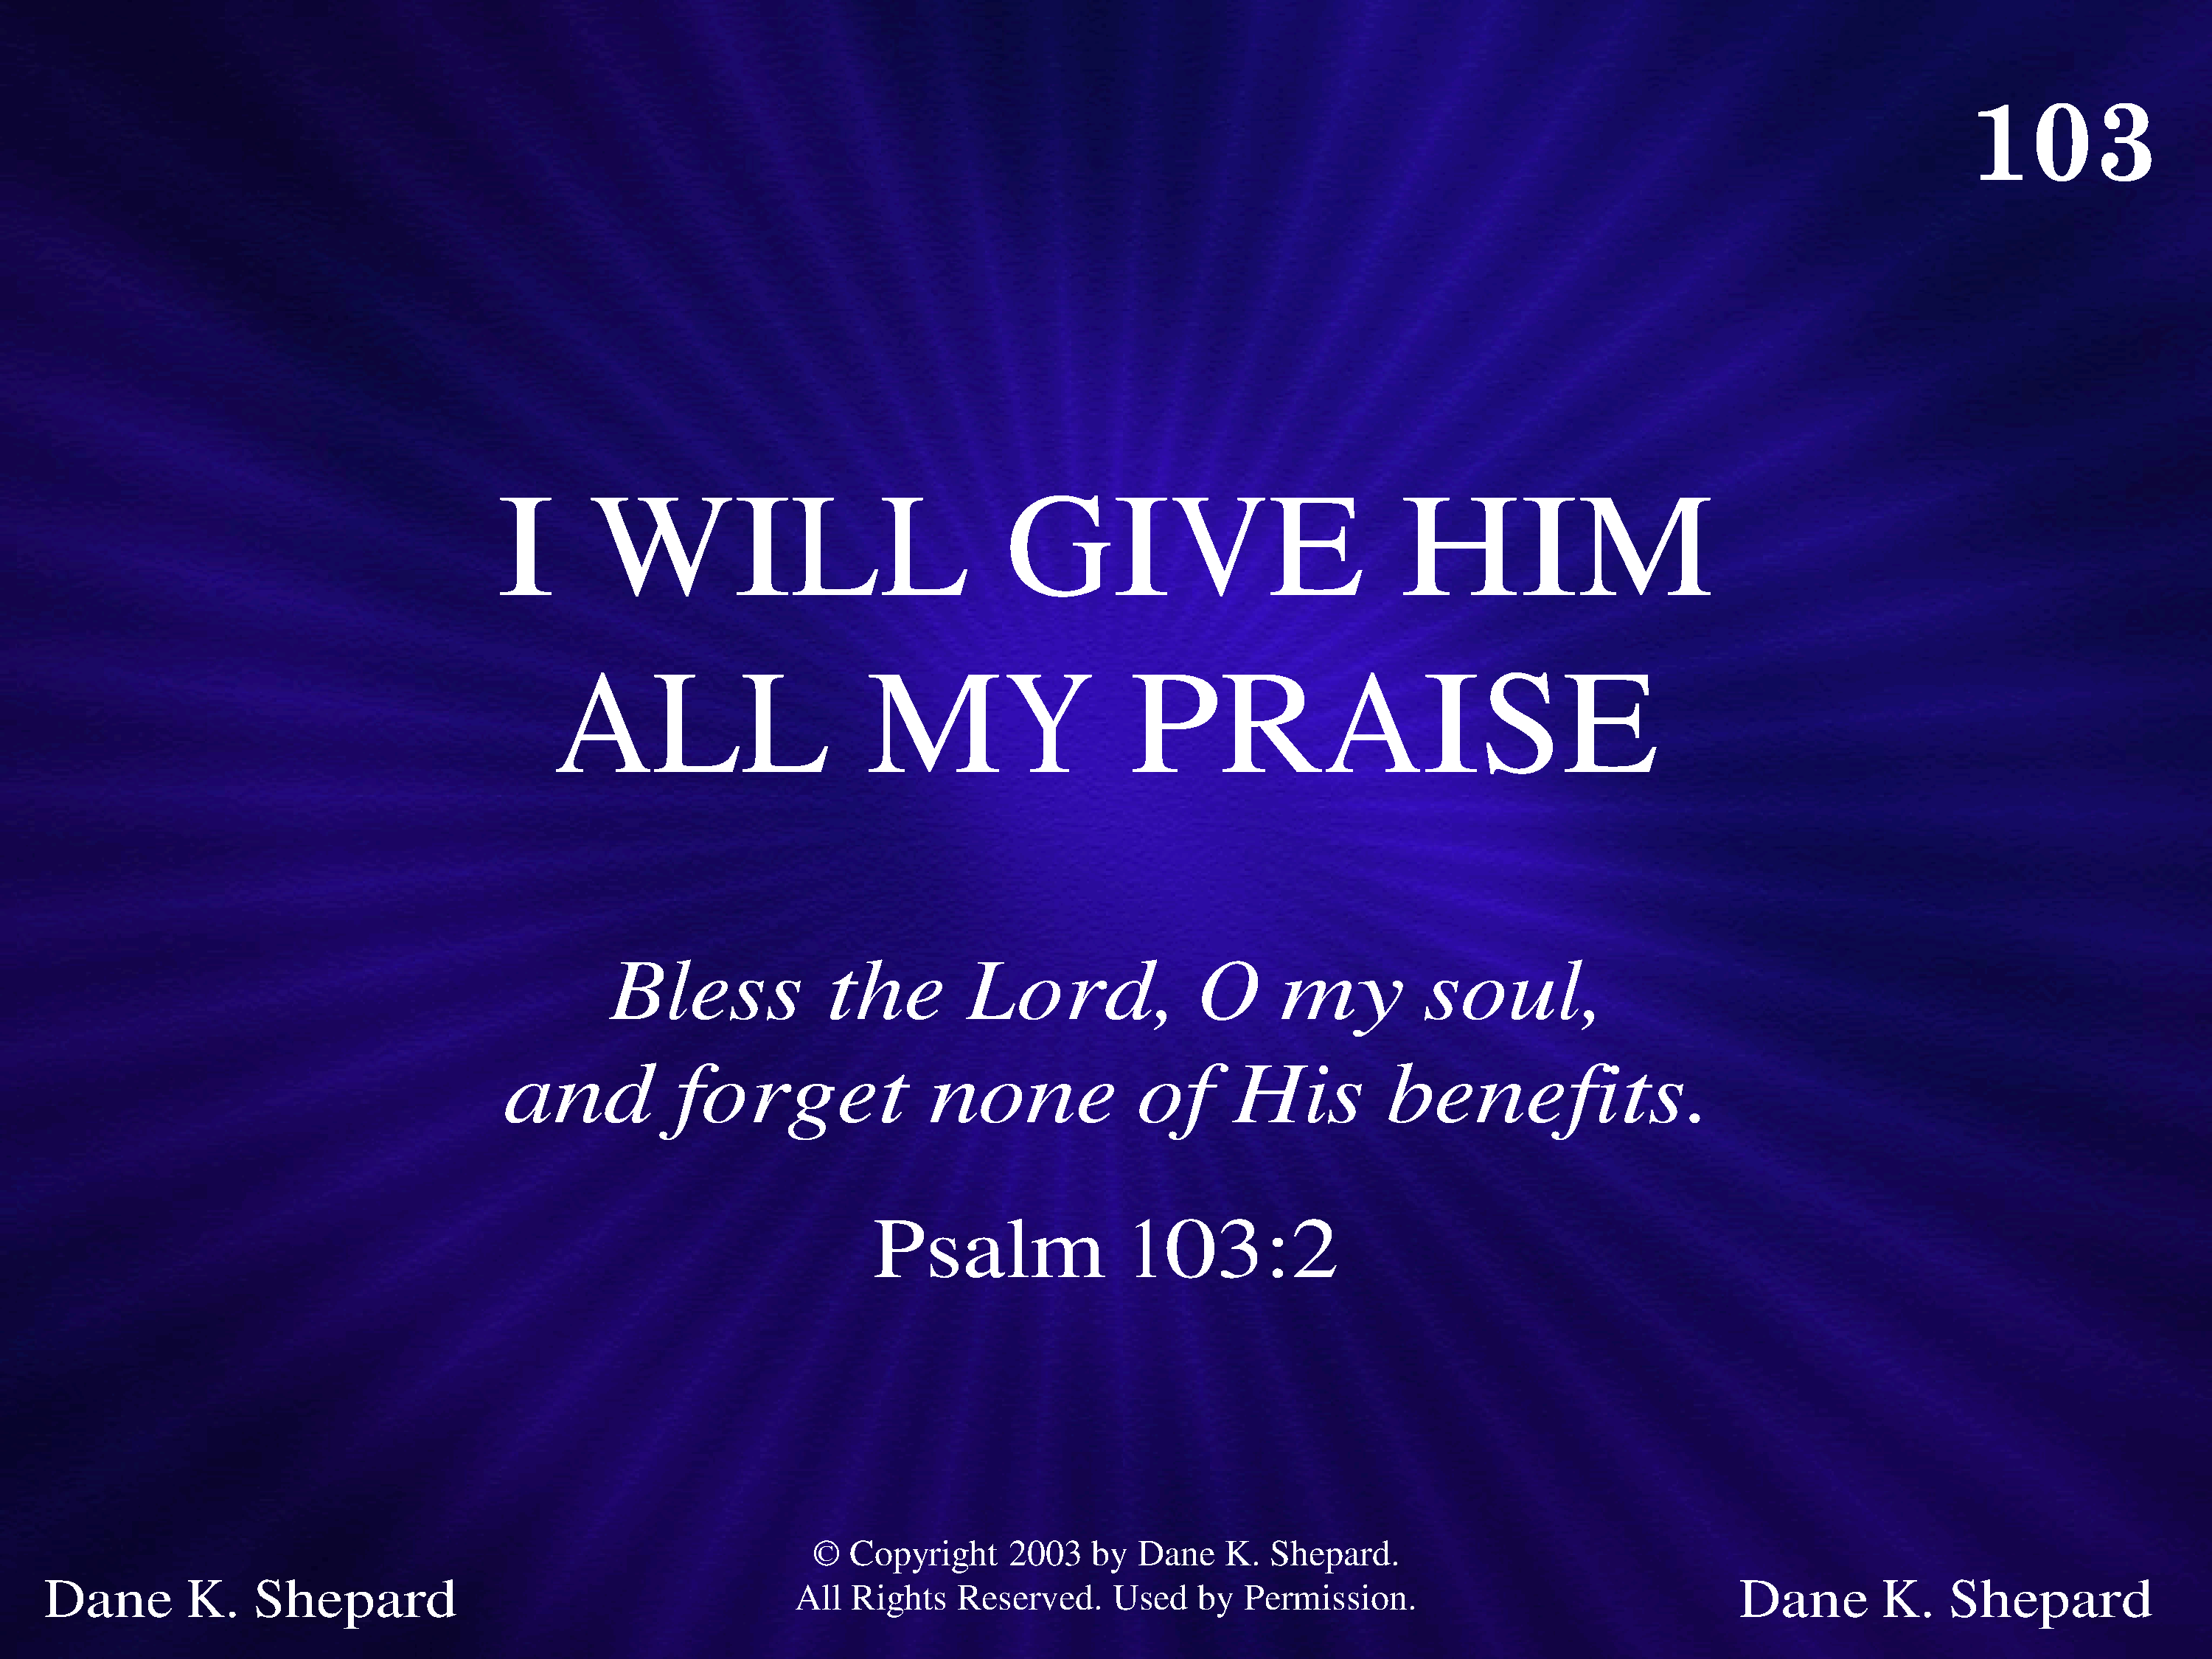 103
I WILL GIVE HIM
ALL MY PRAISE
Bless the Lord, O my soul,
and forget none of His benefits.
Psalm 103:2
© Copyright 2003 by Dane K. Shepard.
All Rights Reserved. Used by Permission.
Dane K. Shepard
Dane K. Shepard